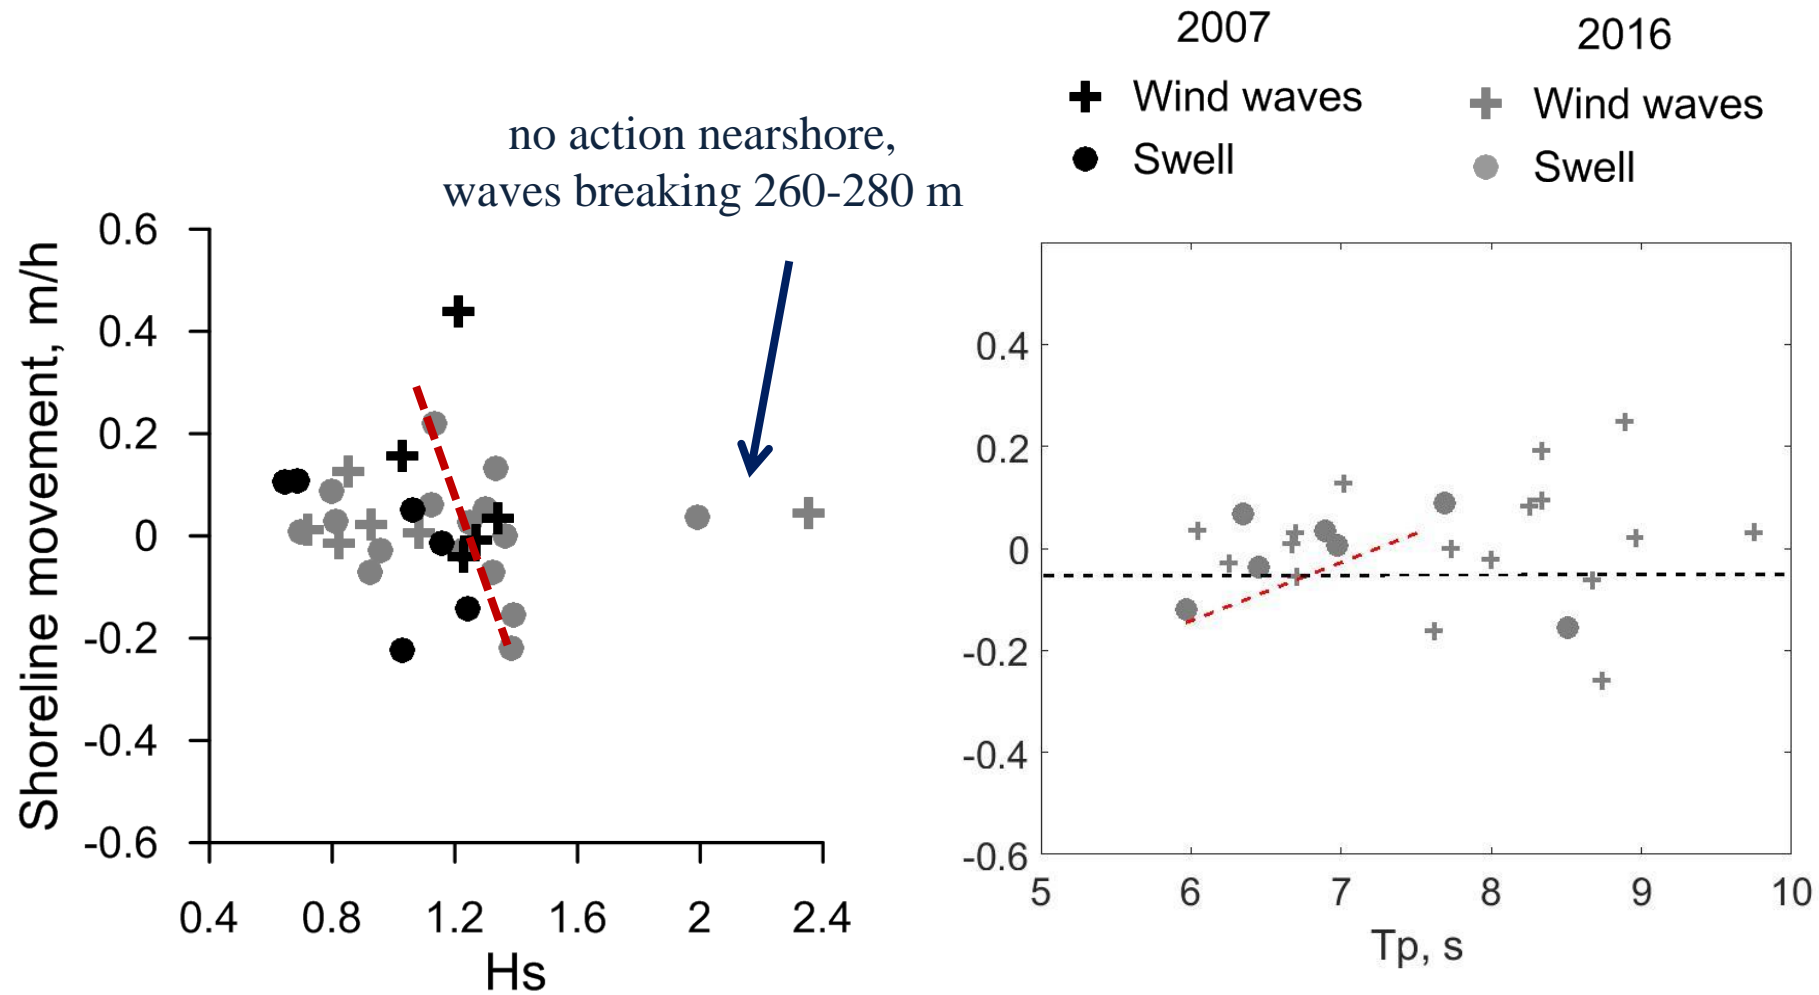 2007
2016
Wind waves
Wind waves
Swell
Swell
no action nearshore,
waves breaking 260-280 m
Shoreline movement, m/h
0.6
0.4
0.2
0
-0.2
-0.4
-0.6
0.4 0.8 1.2 1.6 2 2.4
Hs
0.4
0.2
0
-0.2
-0.4
-0.6
5 6 7 8 9 10
Tp, s